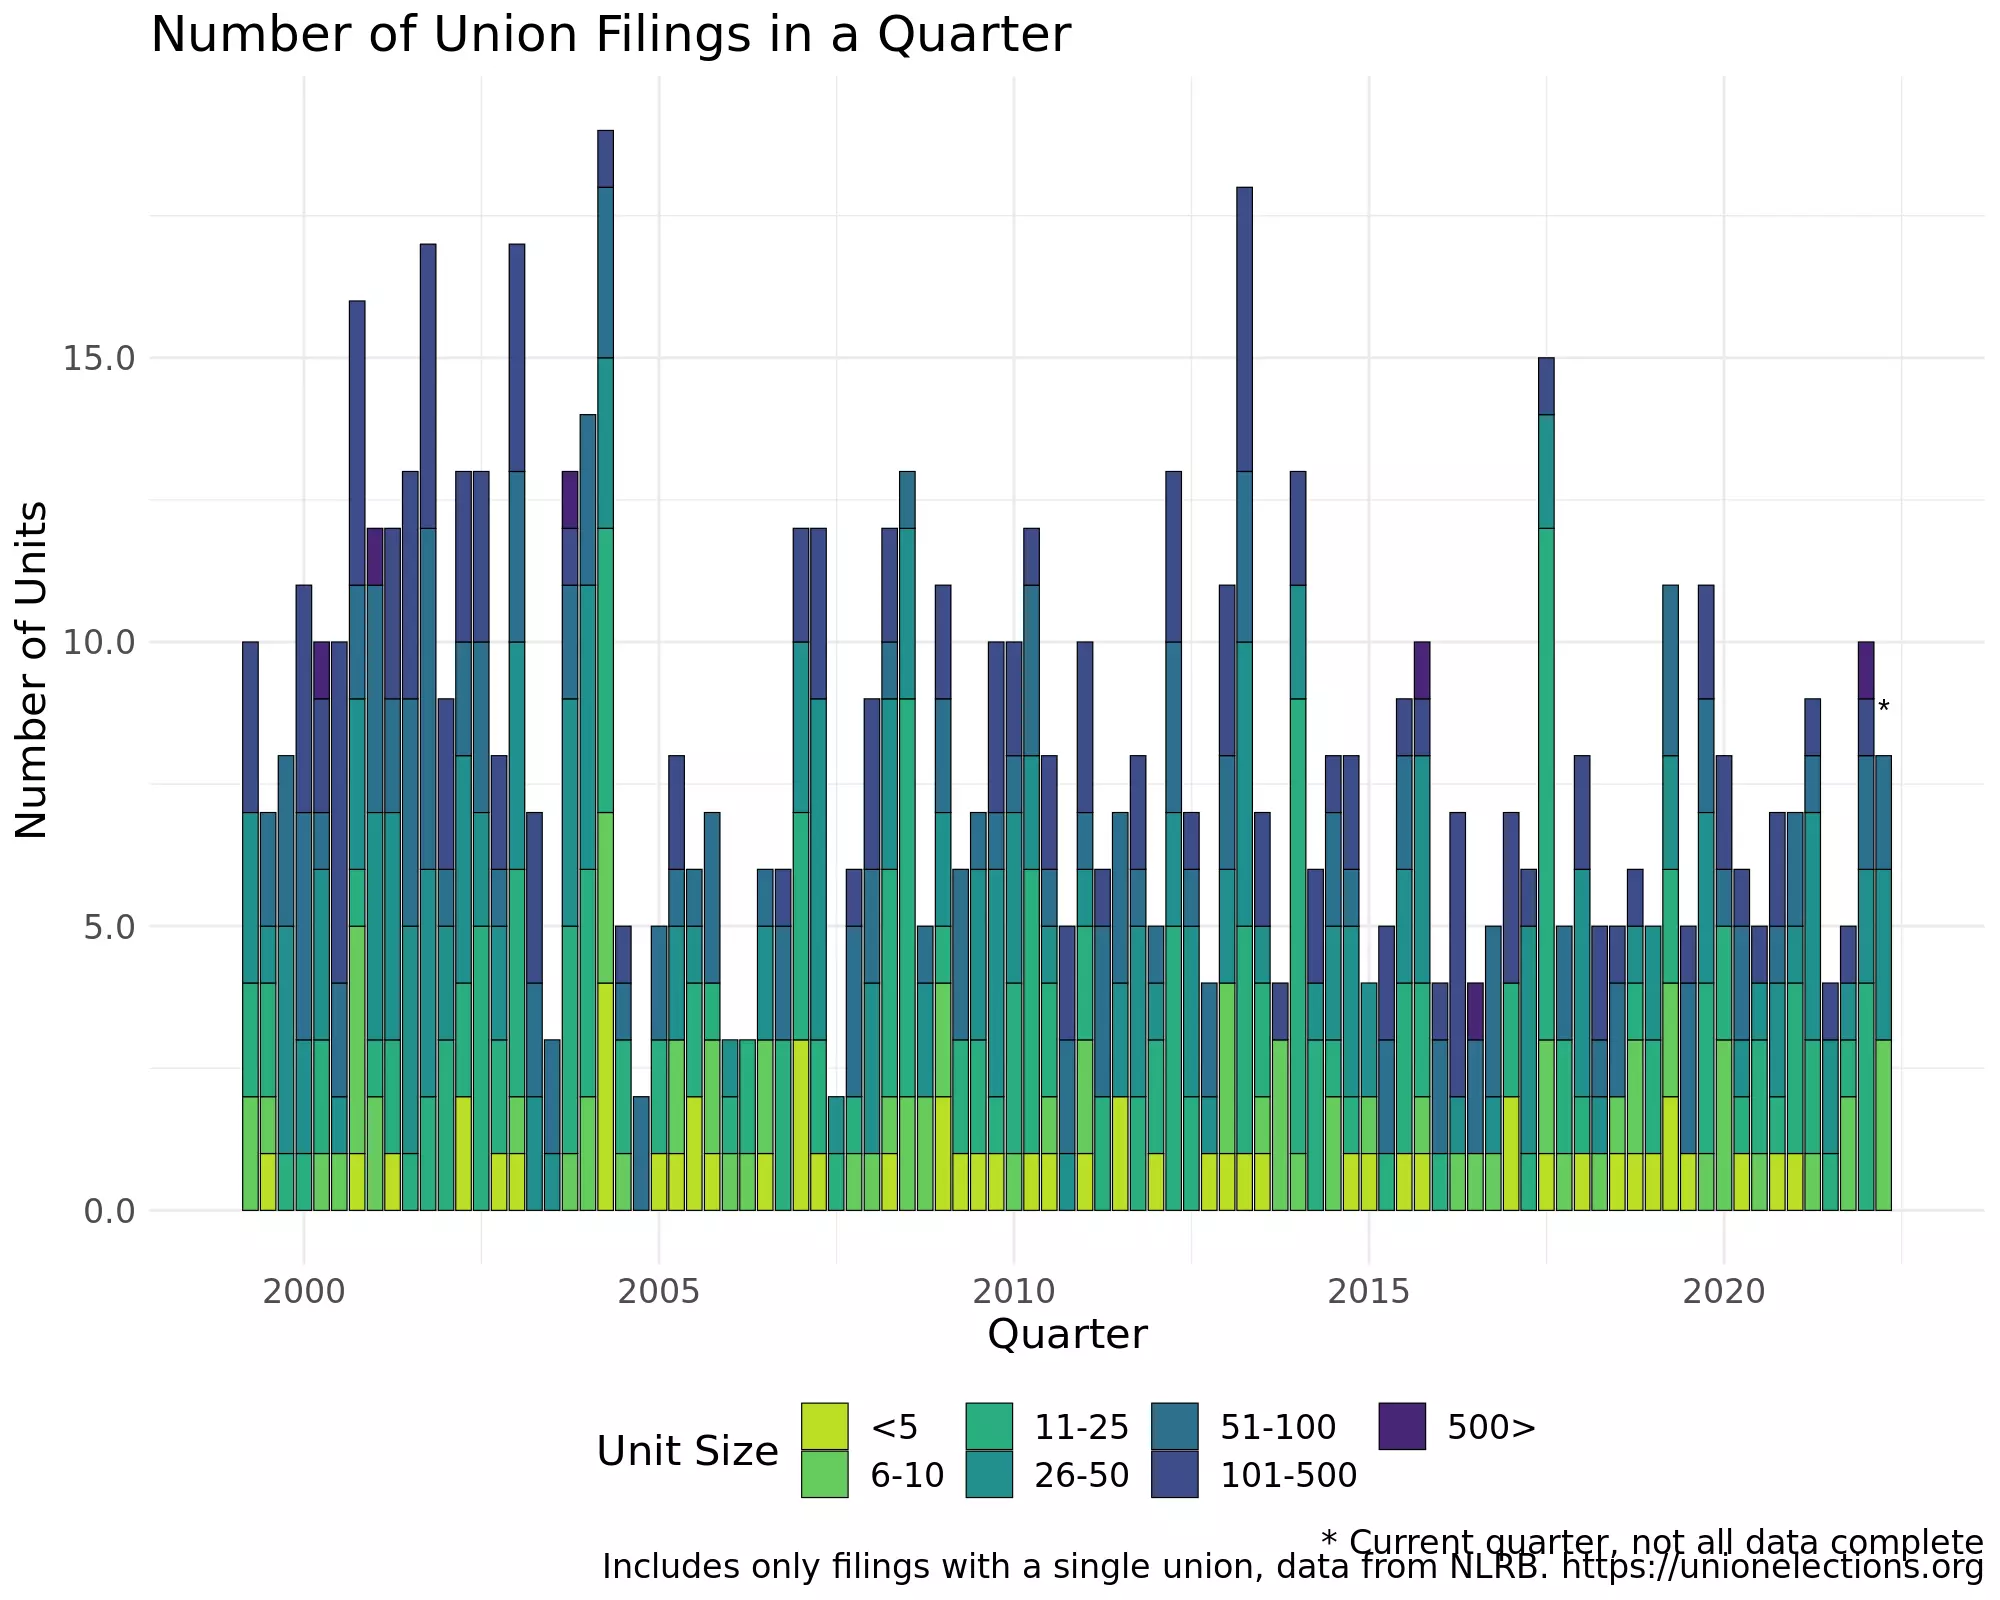 Number of Union Filings in a Quarter
Number of Units
15.0
10.0
5.0
0.0
*
2000 2005 2010 2015 2020
Quarter
Unit Size
<5 11-25 51-100 500>
6-10 26-50 101-500
* Current quarter, not all data complete
Includes only filings with a single union, data from NLRB. https://unionelections.org